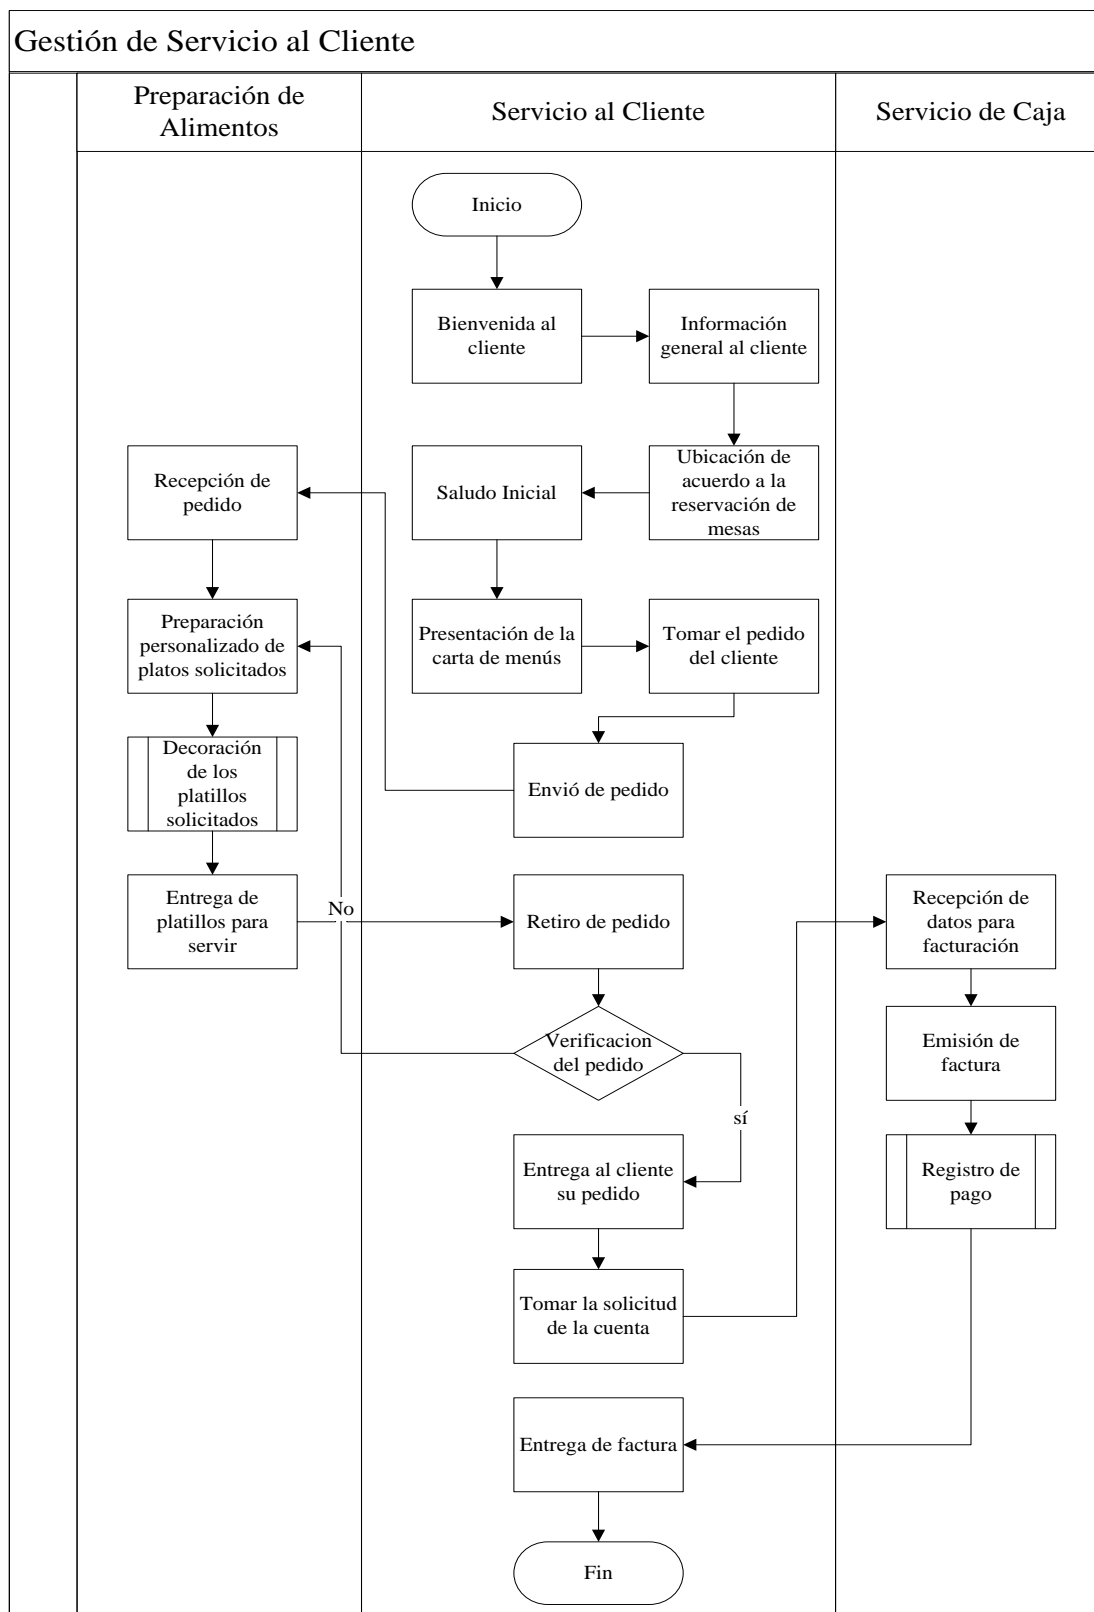 Gestión de Servicio al Cliente
Preparación de
Alimentos
Servicio al Cliente
Servicio de Caja
Inicio
Bienvenida al
cliente
Información
general al cliente
Recepción de
pedido
Saludo Inicial
Ubicación de
acuerdo a la
reservación de
mesas
Preparación
personalizado de
platos solicitados
Presentación de la
carta de menús
Tomar el pedido
del cliente
Decoración
de los
platillos
solicitados
Envió de pedido
Entrega de
platillos para
servir
No
Retiro de pedido
Recepción de
datos para
facturación
Verificacion
del pedido
Emisión de
factura
sí
Entrega al cliente
su pedido
Registro de
pago
Tomar la solicitud
de la cuenta
Entrega de factura
Fin